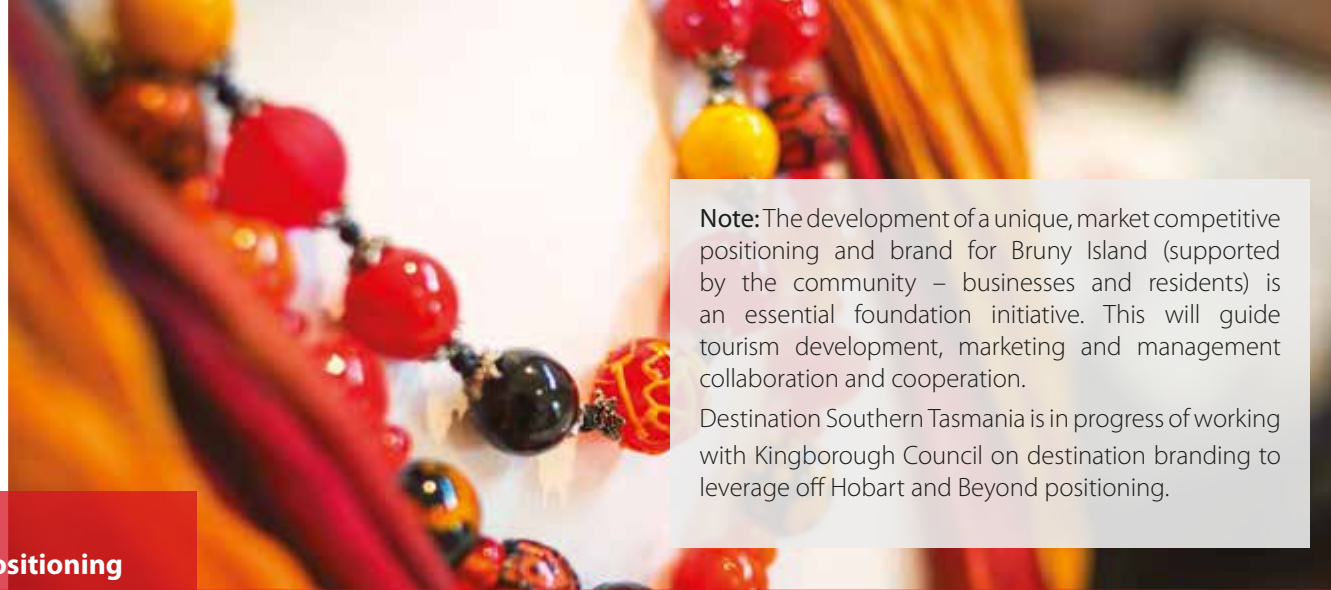 Note: The development of a unique, market competitive
positioning and brand for Bruny Island (supported
by the community – businesses and residents) is
an essential foundation initiative. This will guide
tourism development, marketing and management
collaboration and cooperation.
Destination Southern Tasmania is in progress of working
with Kingborough Council on destination branding to
leverage off Hobart and Beyond positioning.
ositioning